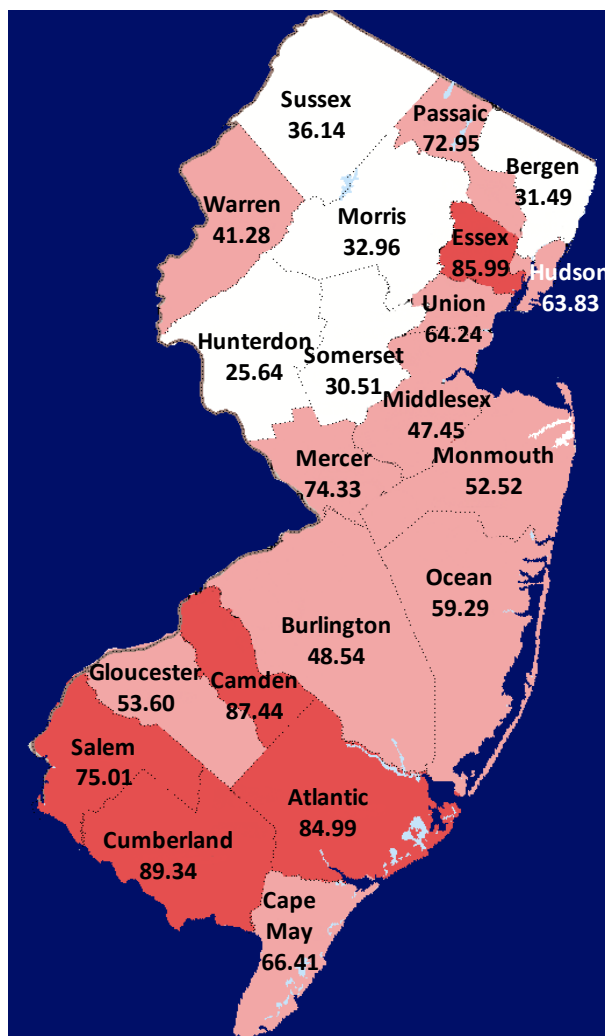 Sussex
36.14
Passaic
72.95
Bergen
31.49
Warren
41.28
Morris
32.96
Essex
85.99
Hudson
63.83
Union
64.24
Hunterdon
25.64
Somerset
30.51
Middlesex
47.45
Mercer
74.33
Monmouth
52.52
Ocean
59.29
Burlington
48.54
Gloucester
53.60
Camden
87.44
Salem
75.01
Atlantic
84.99
Cumberland
89.34
Cape
May
66.41